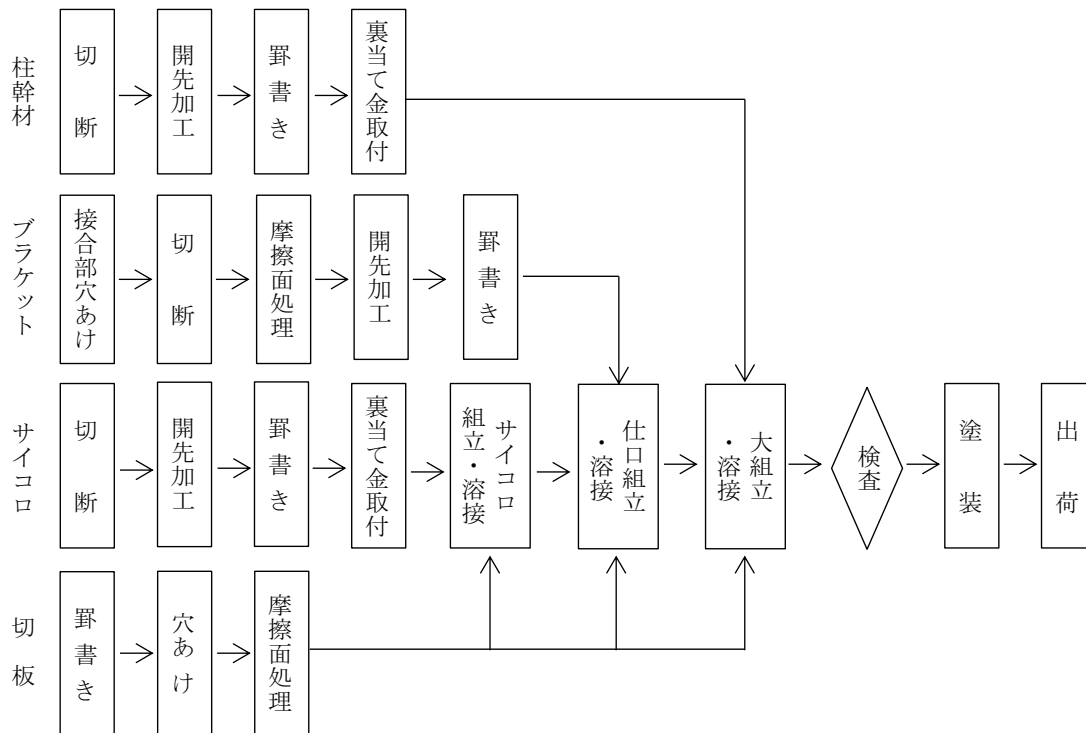 柱幹材
切断
開先加工
罫書き
裏当て金取付
ブラケット
接合部穴あけ
切断
摩擦面処理
開先加工
罫書き
サイコロ
切断
開先加工
罫書き
裏当て金取付
サイコロ
組立・溶接
仕口組立
・溶接
大組立
・溶接
検査
塗装
出荷
切板
罫書き
穴あけ
摩擦面処理